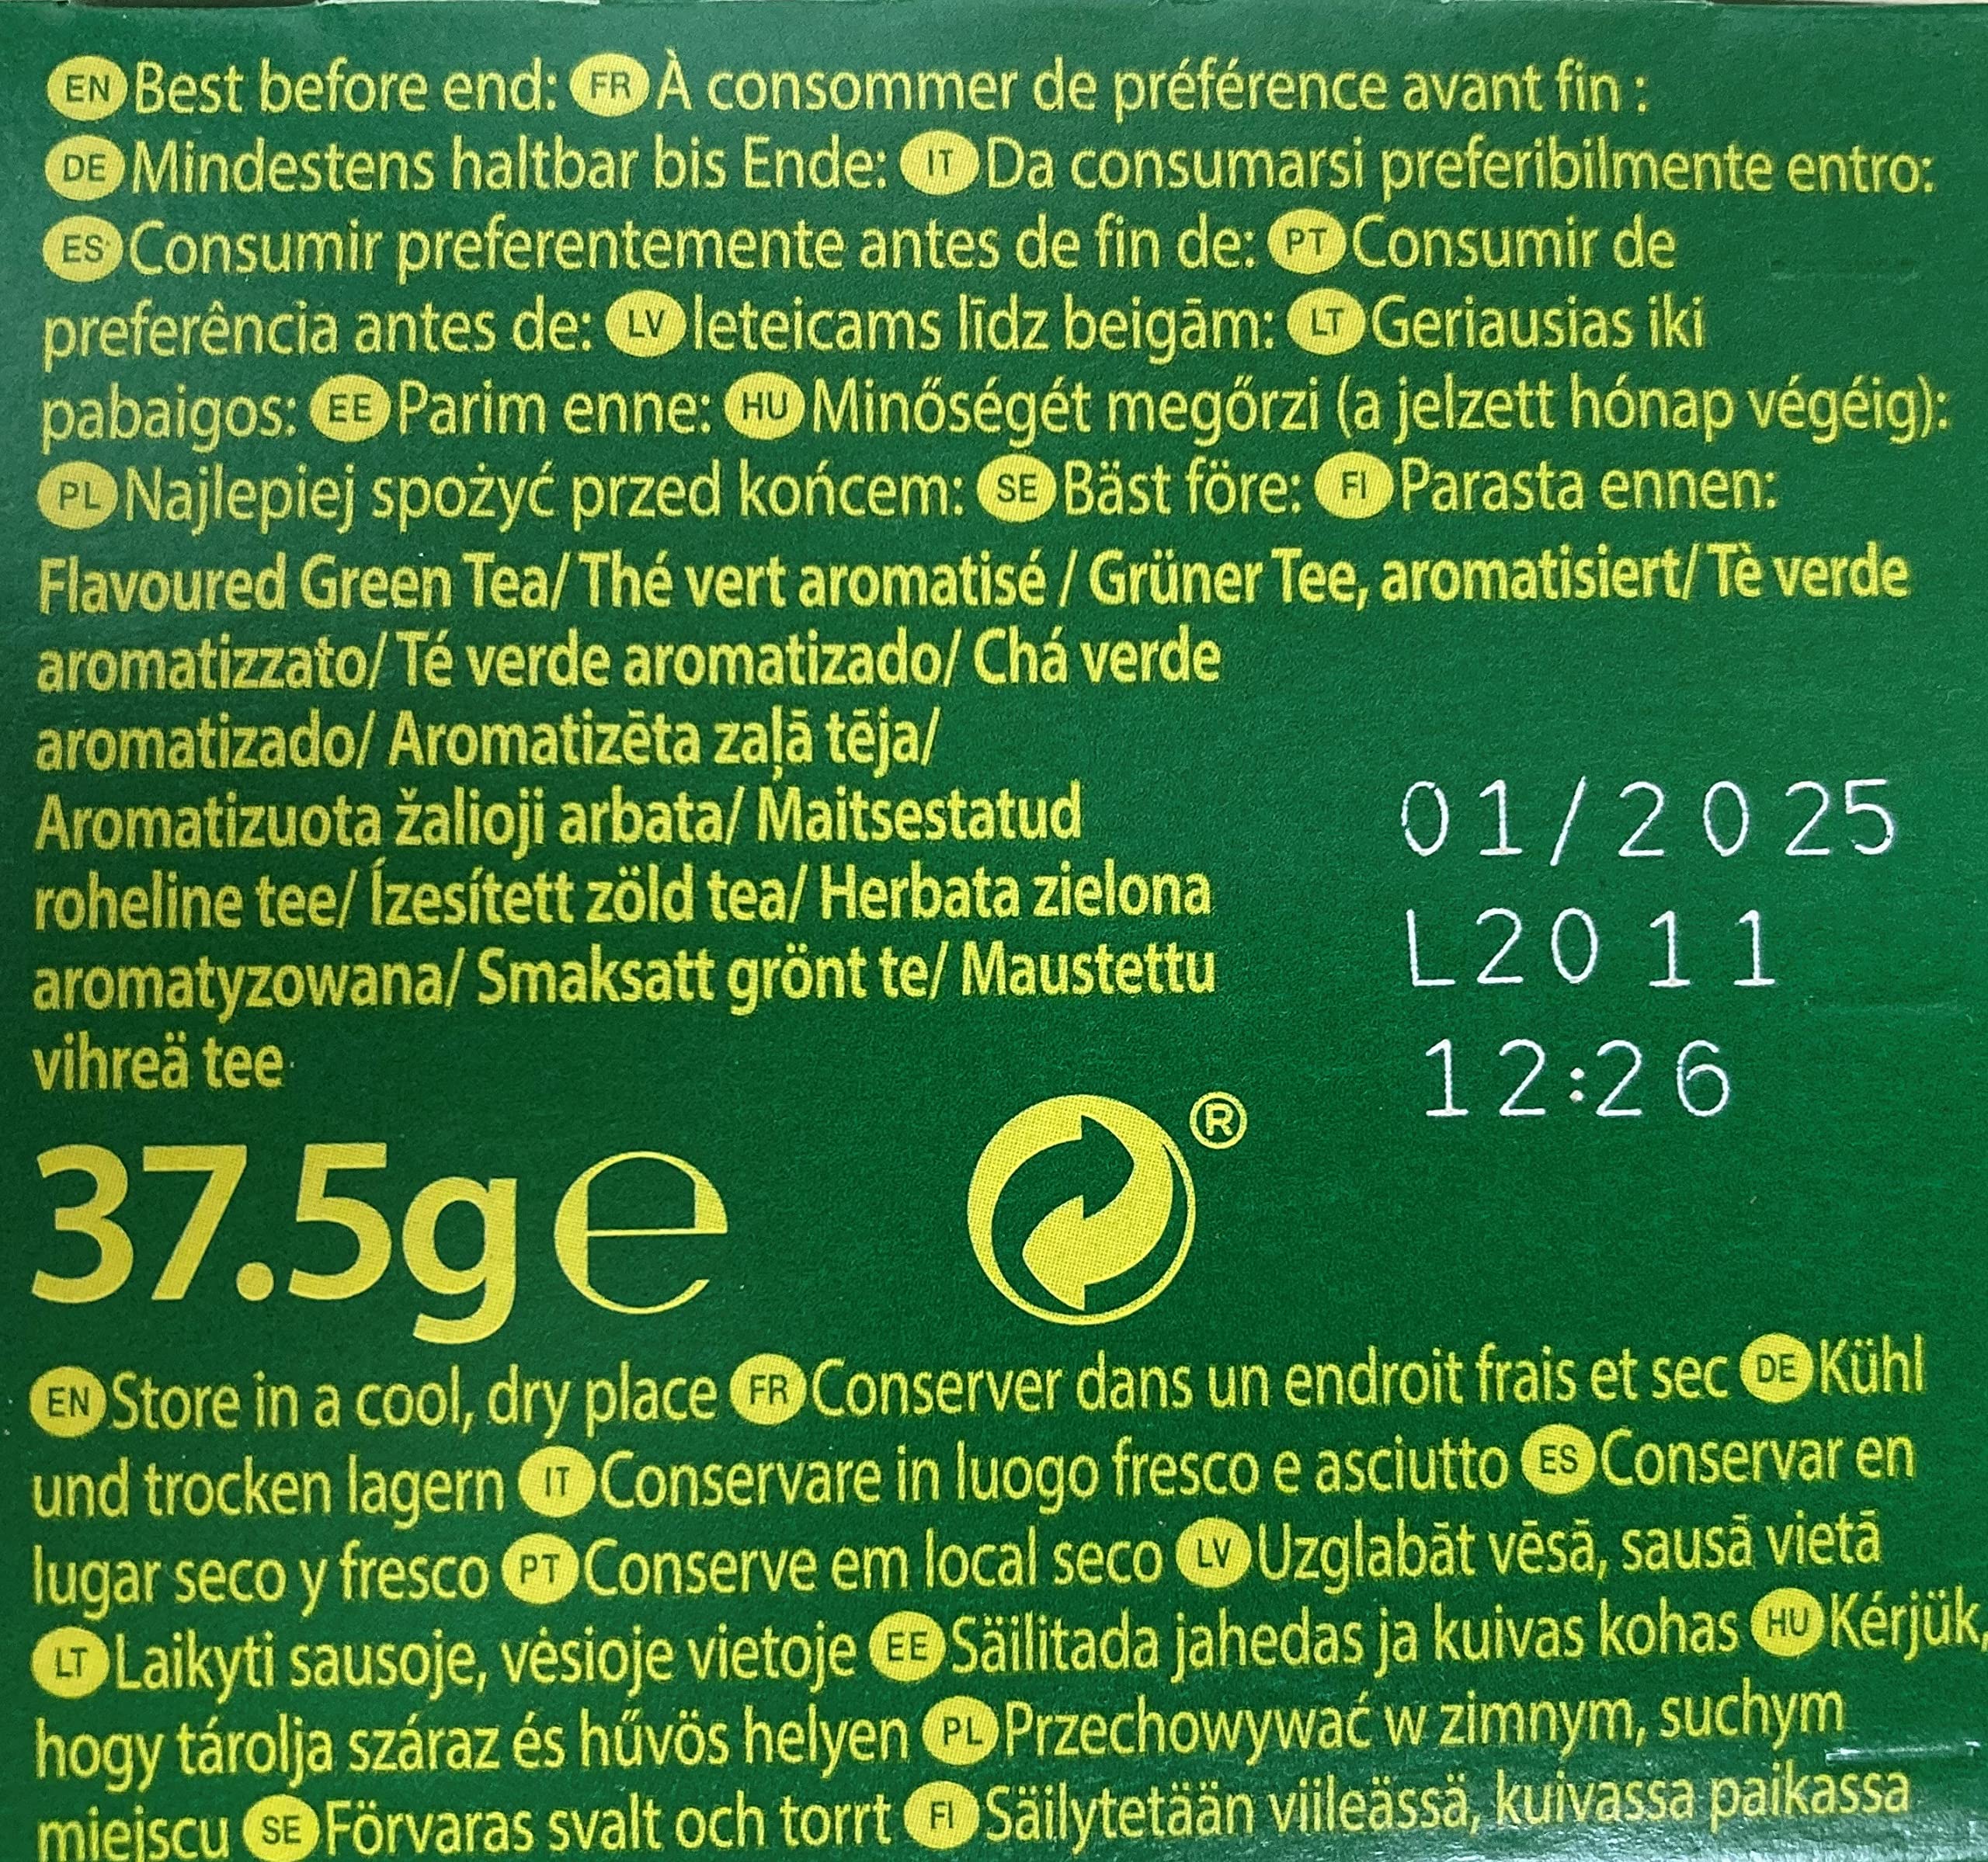 EN Best before end: FR À consommer de préférence avant fin :
DE Mindestens haltbar bis Ende: IT Da consumarsi preferibilmente entro:
ES Consumir preferentemente antes de fin de: PT Consumir de
preferência antes de: LV Ieteicams līdz beigām: LT Geriausias iki
pabaigos: EE Parim enne: HU Minőségét megőrzi (a jelzett hónap végéig):
PL Najlepiej spożyć przed końcem: SE Bäst före: FI Parasta ennen:
Flavoured Green Tea/ Thé vert aromatisé / Grüner Tee, aromatisiert/ Tè verde
aromatizzato/ Té verde aromatizado/ Chá verde
aromatizado/ Aromatizēta zaļā tēja/
Aromatizuota žalioji arbata/ Maitsestatud
roheline tee/ Ízesített zöld tea/ Herbata zielona
aromatyzowana/ Smaksatt grönt te/ Maustettu
vihreä tee
01/2025
L2011
12:26
37.5g e
®
EN Store in a cool, dry place FR Conserver dans un endroit frais et sec DE Kühl
und trocken lagern IT Conservare in luogo fresco e asciutto ES Conservar en
lugar seco y fresco PT Conserve em local seco LV Uzglabāt vēsā, sausā vietā
LT Laikyti sausoje, vėsioje vietoje EE Säilitada jahedas ja kuivas kohas HU Kérjük,
hogy tárolja száraz és hűvös helyen PL Przechowywać w zimnym, suchym
miejscu SE Förvaras svalt och torrt FI Säilytetään viileässä, kuivassa paikassa